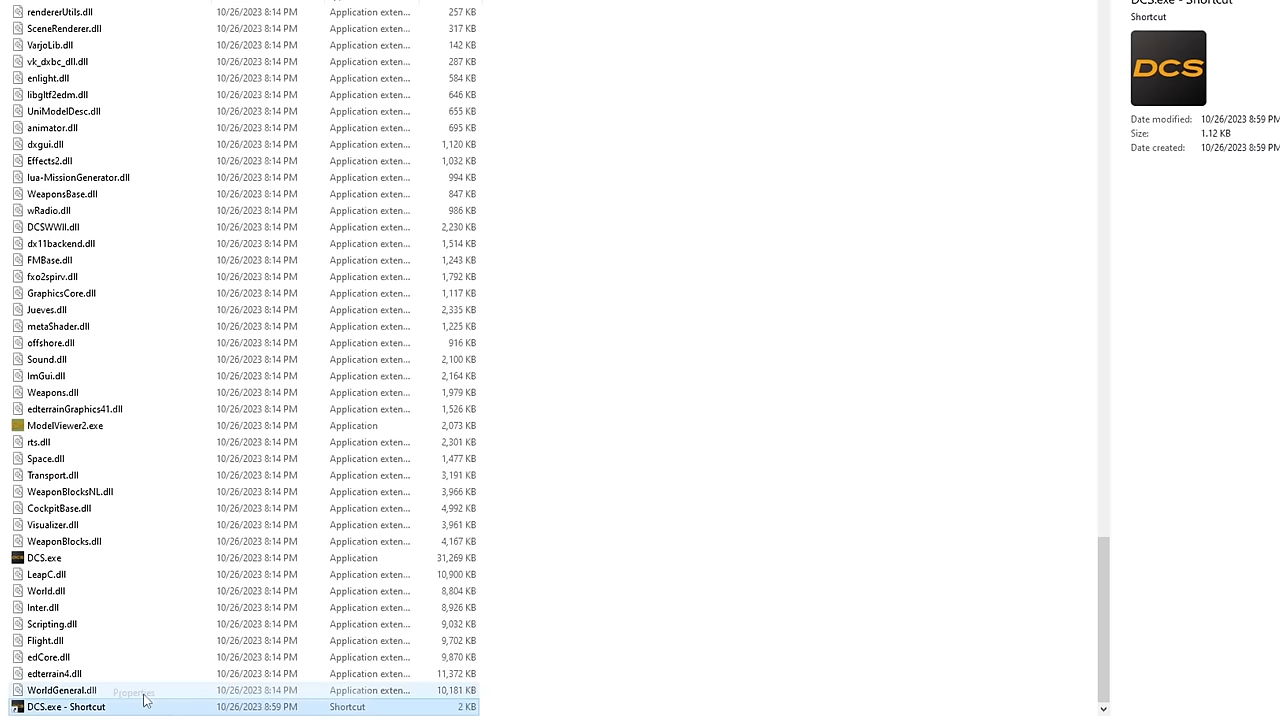 rendererUtils.dll 10/26/2023 8:14 PM Application exten... 257 KB
SceneRenderer.dll 10/26/2023 8:14 PM Application exten... 317 KB
VarjoLib.dll 10/26/2023 8:14 PM Application exten... 142 KB
vk_dxbc_dll.dll 10/26/2023 8:14 PM Application exten... 287 KB
enlight.dll 10/26/2023 8:14 PM Application exten... 584 KB
libgltf2edm.dll 10/26/2023 8:14 PM Application exten... 646 KB
UniModelDesc.dll 10/26/2023 8:14 PM Application exten... 655 KB
animator.dll 10/26/2023 8:14 PM Application exten... 695 KB
dxgui.dll 10/26/2023 8:14 PM Application exten... 1,120 KB
Effects2.dll 10/26/2023 8:14 PM Application exten... 1,032 KB
lua-MissionGenerator.dll 10/26/2023 8:14 PM Application exten... 994 KB
WeaponsBase.dll 10/26/2023 8:14 PM Application exten... 847 KB
wRadio.dll 10/26/2023 8:14 PM Application exten... 986 KB
DCSWWII.dll 10/26/2023 8:14 PM Application exten... 2,230 KB
dx11backend.dll 10/26/2023 8:14 PM Application exten... 1,514 KB
FMBase.dll 10/26/2023 8:14 PM Application exten... 1,243 KB
fxo2spirv.dll 10/26/2023 8:14 PM Application exten... 1,792 KB
GraphicsCore.dll 10/26/2023 8:14 PM Application exten... 1,117 KB
Jueves.dll 10/26/2023 8:14 PM Application exten... 2,335 KB
metaShader.dll 10/26/2023 8:14 PM Application exten... 1,225 KB
offshore.dll 10/26/2023 8:14 PM Application exten... 916 KB
Sound.dll 10/26/2023 8:14 PM Application exten... 2,100 KB
ImGui.dll 10/26/2023 8:14 PM Application exten... 2,164 KB
Weapons.dll 10/26/2023 8:14 PM Application exten... 1,979 KB
edterrainGraphics41.dll 10/26/2023 8:14 PM Application exten... 1,526 KB
ModelViewer2.exe 10/26/2023 8:14 PM Application 2,073 KB
rts.dll 10/26/2023 8:14 PM Application exten... 2,301 KB
Space.dll 10/26/2023 8:14 PM Application exten... 1,477 KB
Transport.dll 10/26/2023 8:14 PM Application exten... 3,191 KB
WeaponBlocksNL.dll 10/26/2023 8:14 PM Application exten... 3,966 KB
CockpitBase.dll 10/26/2023 8:14 PM Application exten... 4,992 KB
Visualizer.dll 10/26/2023 8:14 PM Application exten... 3,961 KB
WeaponBlocks.dll 10/26/2023 8:14 PM Application exten... 4,167 KB
DCS.exe 10/26/2023 8:14 PM Application 31,269 KB
LeapC.dll 10/26/2023 8:14 PM Application exten... 10,900 KB
World.dll 10/26/2023 8:14 PM Application exten... 8,804 KB
Inter.dll 10/26/2023 8:14 PM Application exten... 8,926 KB
Scripting.dll 10/26/2023 8:14 PM Application exten... 9,032 KB
Flight.dll 10/26/2023 8:14 PM Application exten... 9,702 KB
edCore.dll 10/26/2023 8:14 PM Application exten... 9,870 KB
edterrain4.dll 10/26/2023 8:14 PM Application exten... 11,372 KB
WorldGeneral.dll Properties 10/26/2023 8:14 PM Application exten... 10,181 KB
DCS.exe - Shortcut 10/26/2023 8:59 PM Shortcut 2 KB
DCS.exe - Shortcut
Shortcut
DCS
Date modified: 10/26/2023 8:59 PM
Size: 1.12 KB
Date created: 10/26/2023 8:59 PM